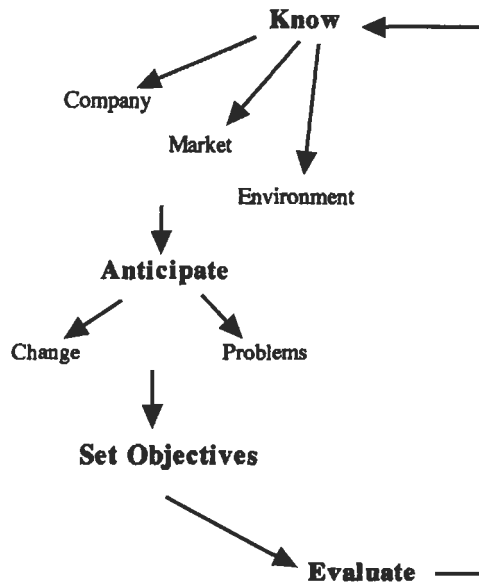 Know
Company
Market
Environment
Anticipate
Change
Problems
Set Objectives
Evaluate